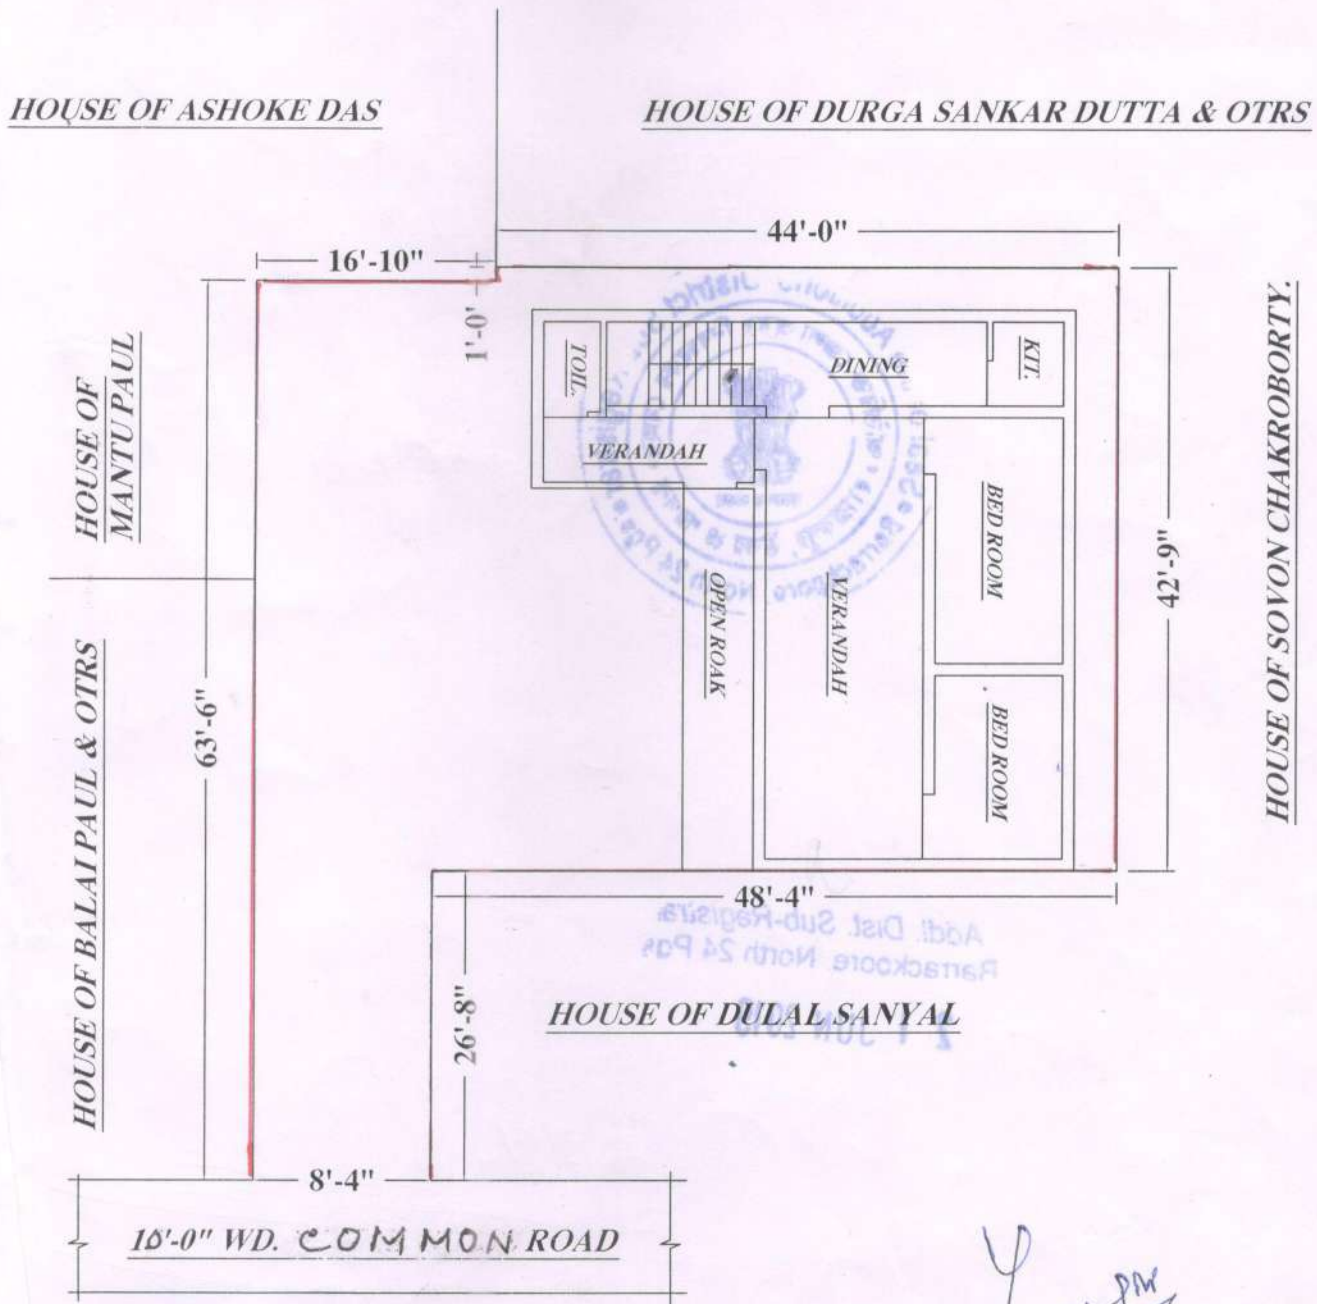 HOUSE OF ASHOKE DAS
HOUSE OF DURGA SANKAR DUTTA & OTRS
44'-0"
16'-10"
1'-0'
HOUSE OF
MANTU PAUL
TOIL.
DINING
KIT.
VERANDAH
BED ROOM
OPEN ROAK
VERANDAH
BED ROOM
42'-9"
HOUSE OF SOVON CHAKROBORTY.
63'-6"
HOUSE OF BALAI PAUL & OTRS
48'-4"
Addl. Dist. Sub-Registra
Barrackpore. North 24 Pgs
26'-8"
HOUSE OF DULAL SANYAL
JUN
8'-4"
WD. COMMON ROAD